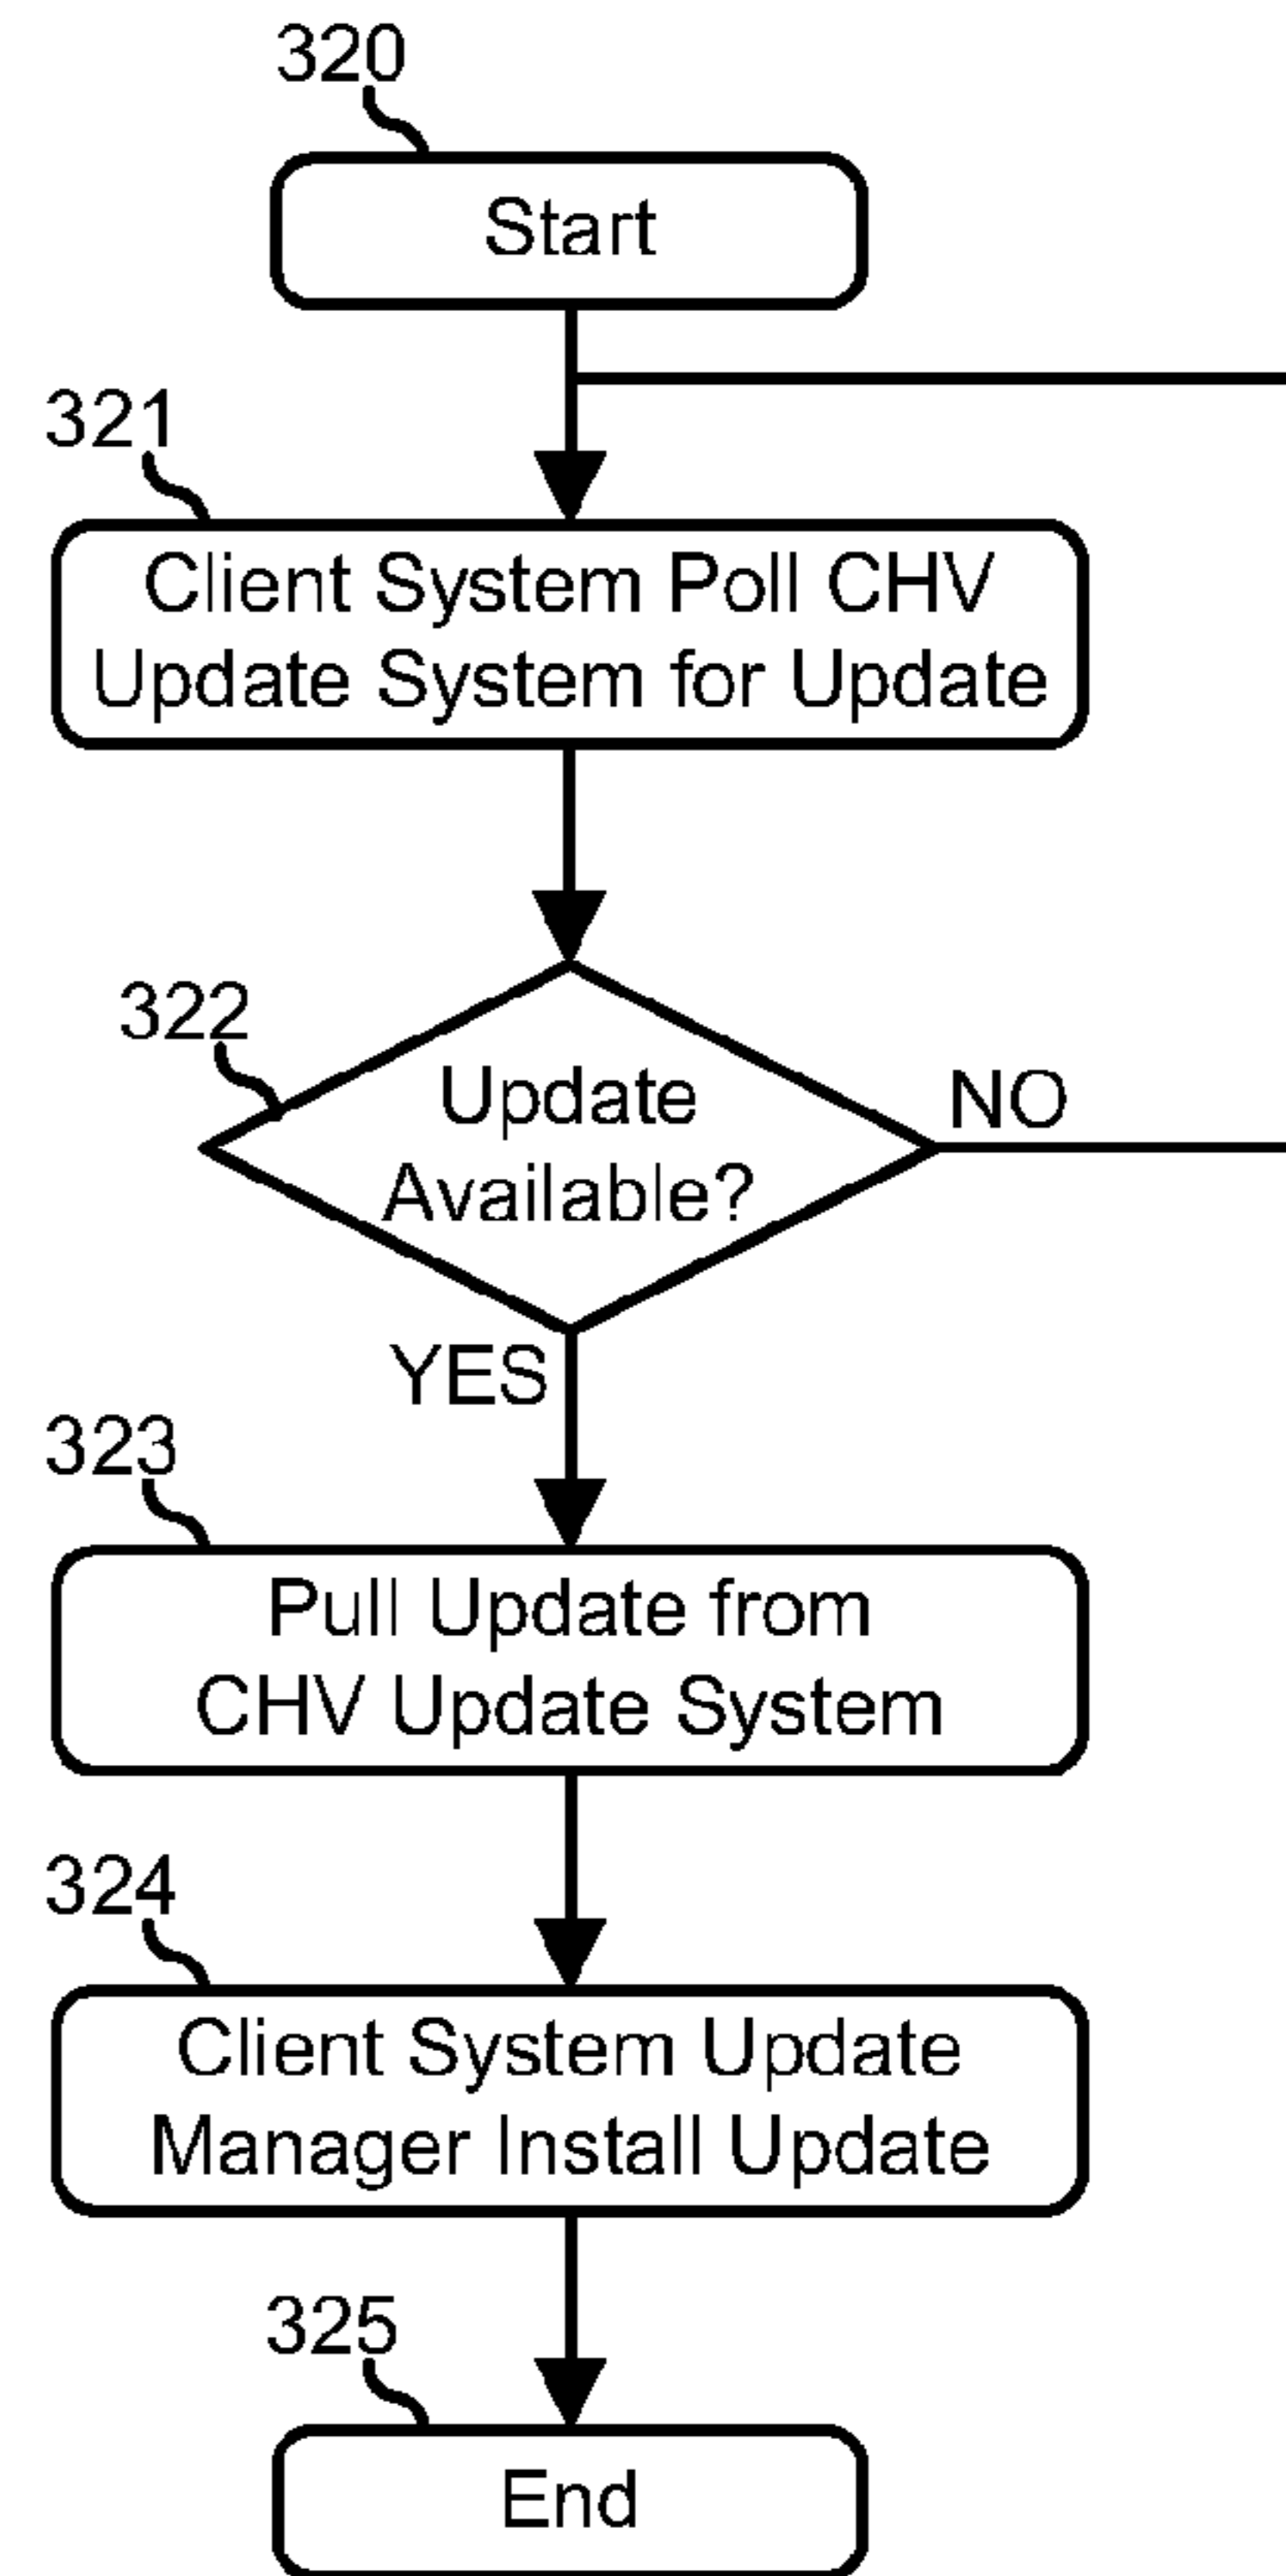 320
Start
321
Client System Poll CHV
Update System for Update
322
Update
Available?
NO
YES
323
Pull Update from
CHV Update System
324
Client System Update
Manager Install Update
325
End